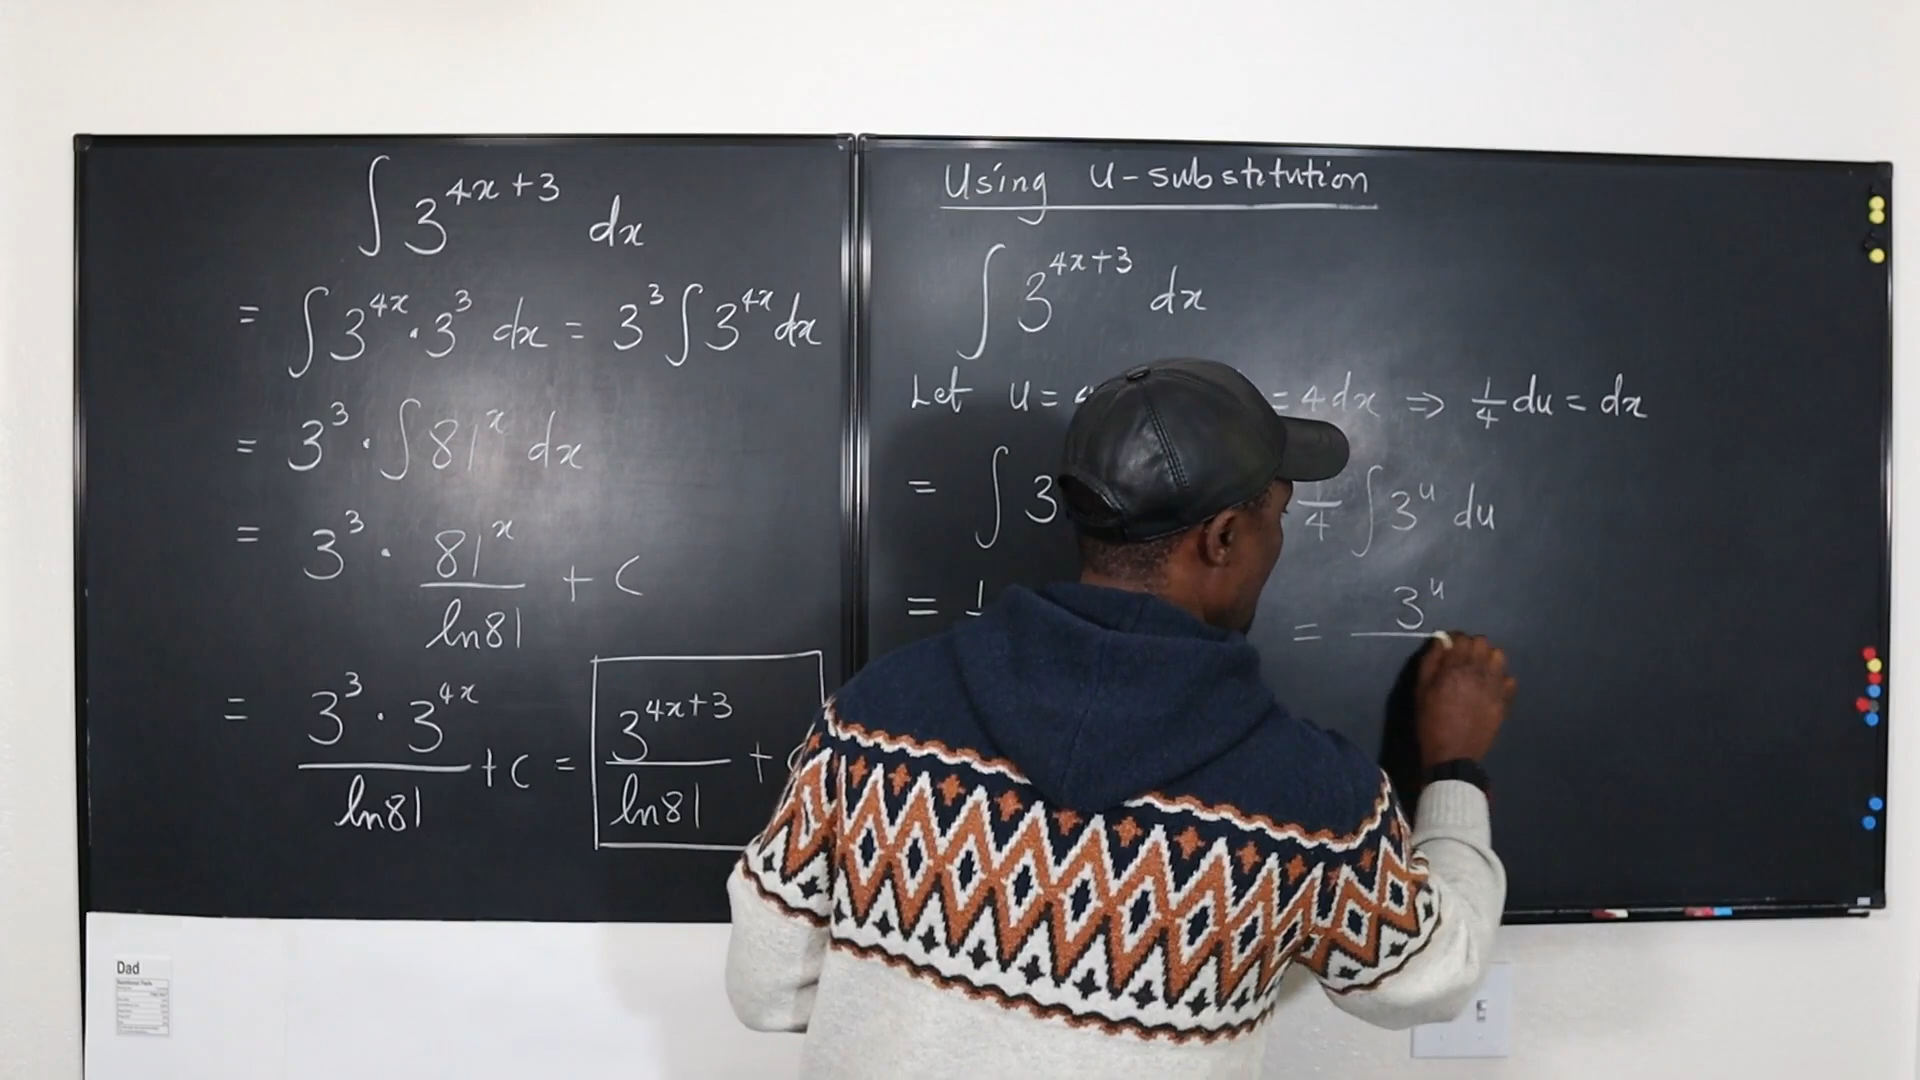 ∫ 3^{4x+3} dx
= ∫ 3^{4x} · 3^3 dx = 3^3 ∫ 3^{4x} dx
= 3^3 · ∫ 81^x dx
= 3^3 · 81^x / ln81 + C
= 3^3 · 3^{4x} / ln81 + C = 3^{4x+3} / ln81 +
Using u-substitution
∫ 3^{4x+3} dx
Let u = = 4dx ⇒ 1/4 du = dx
= ∫ 3 1/4 ∫ 3^u du
= = 3^u
Dad